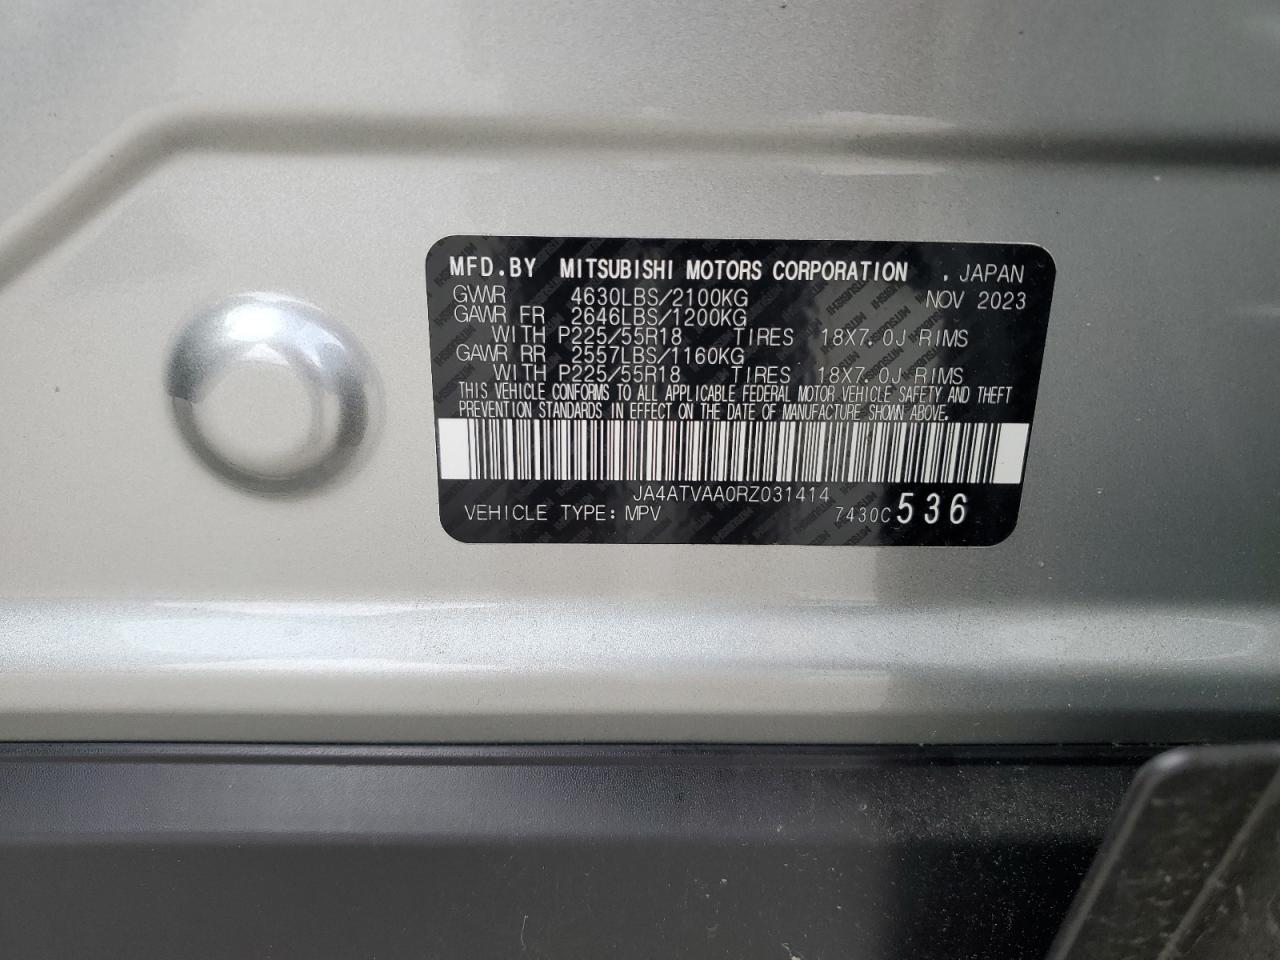 MFD.BY MITSUBISHI MOTORS CORPORATION . JAPAN
GVWR 4630LBS/2100KG NOV 2023
GAWR FR 2646LBS/1200KG
WITH P225/55R18 TIRES 18X7.0J RIMS
GAWR RR 2557LBS/1160KG
WITH P225/55R18 TIRES 18X7.0J RIMS
THIS VEHICLE CONFORMS TO ALL APPLICABLE FEDERAL MOTOR VEHICLE SAFETY AND THEFT
PREVENTION STANDARDS IN EFFECT ON THE DATE OF MANUFACTURE SHOWN ABOVE.
JA4ATVAA0RZ031414
VEHICLE TYPE: MPV 7430C 536